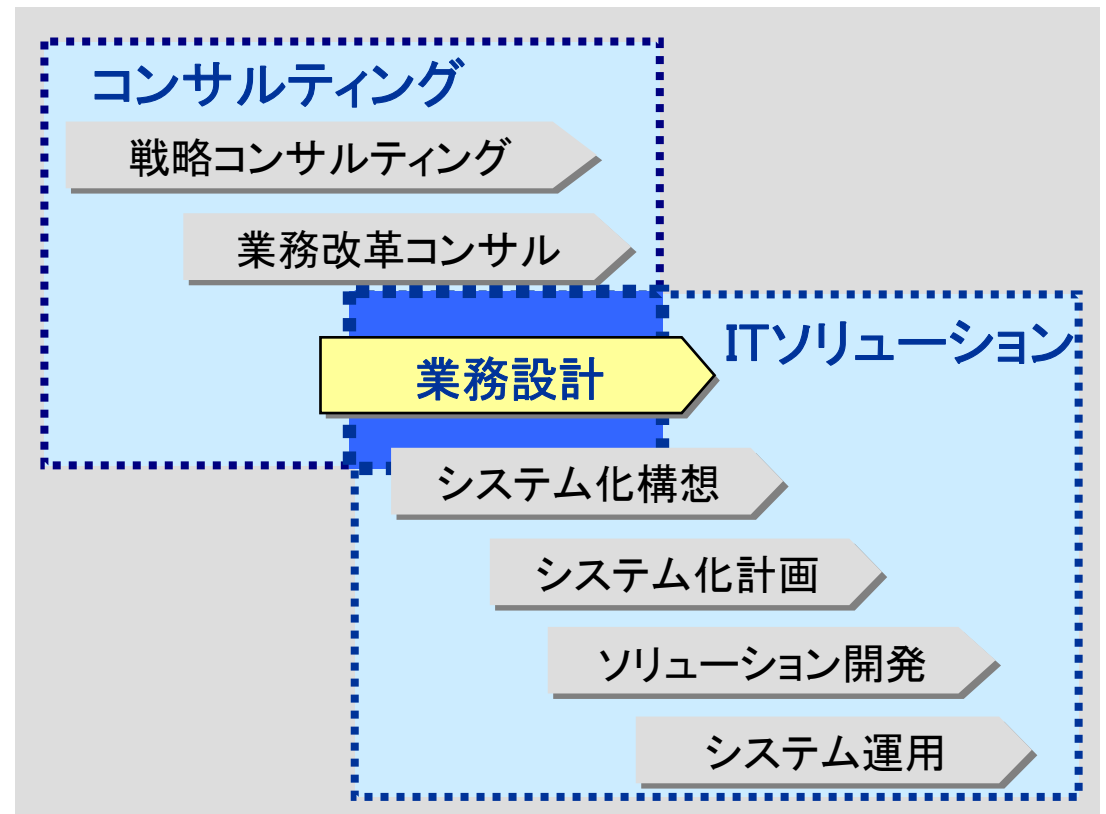 コンサルティング
戦略コンサルティング
業務改革コンサル
ITソリューション
業務設計
システム化構想
システム化計画
ソリューション開発
システム運用